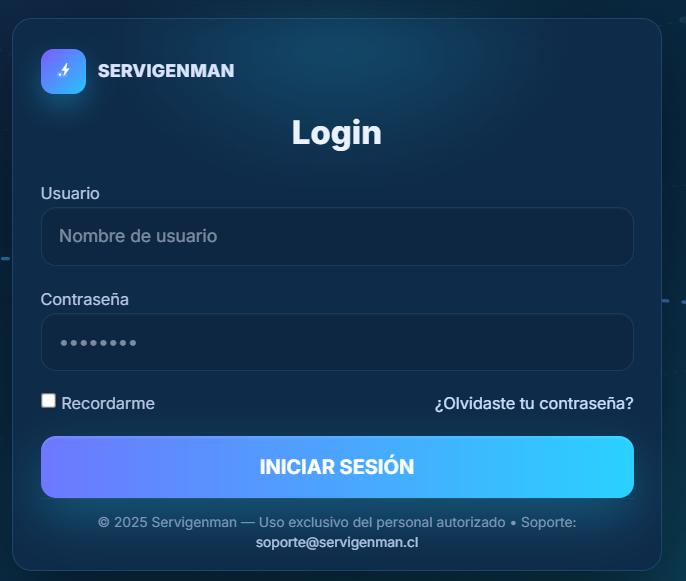 SERVIGENMAN
Login
Usuario
Nombre de usuario
Contraseña
••••••••
Recordarme
¿Olvidaste tu contraseña?
INICIAR SESIÓN
© 2025 Servigenman — Uso exclusivo del personal autorizado • Soporte:
soporte@servigenman.cl